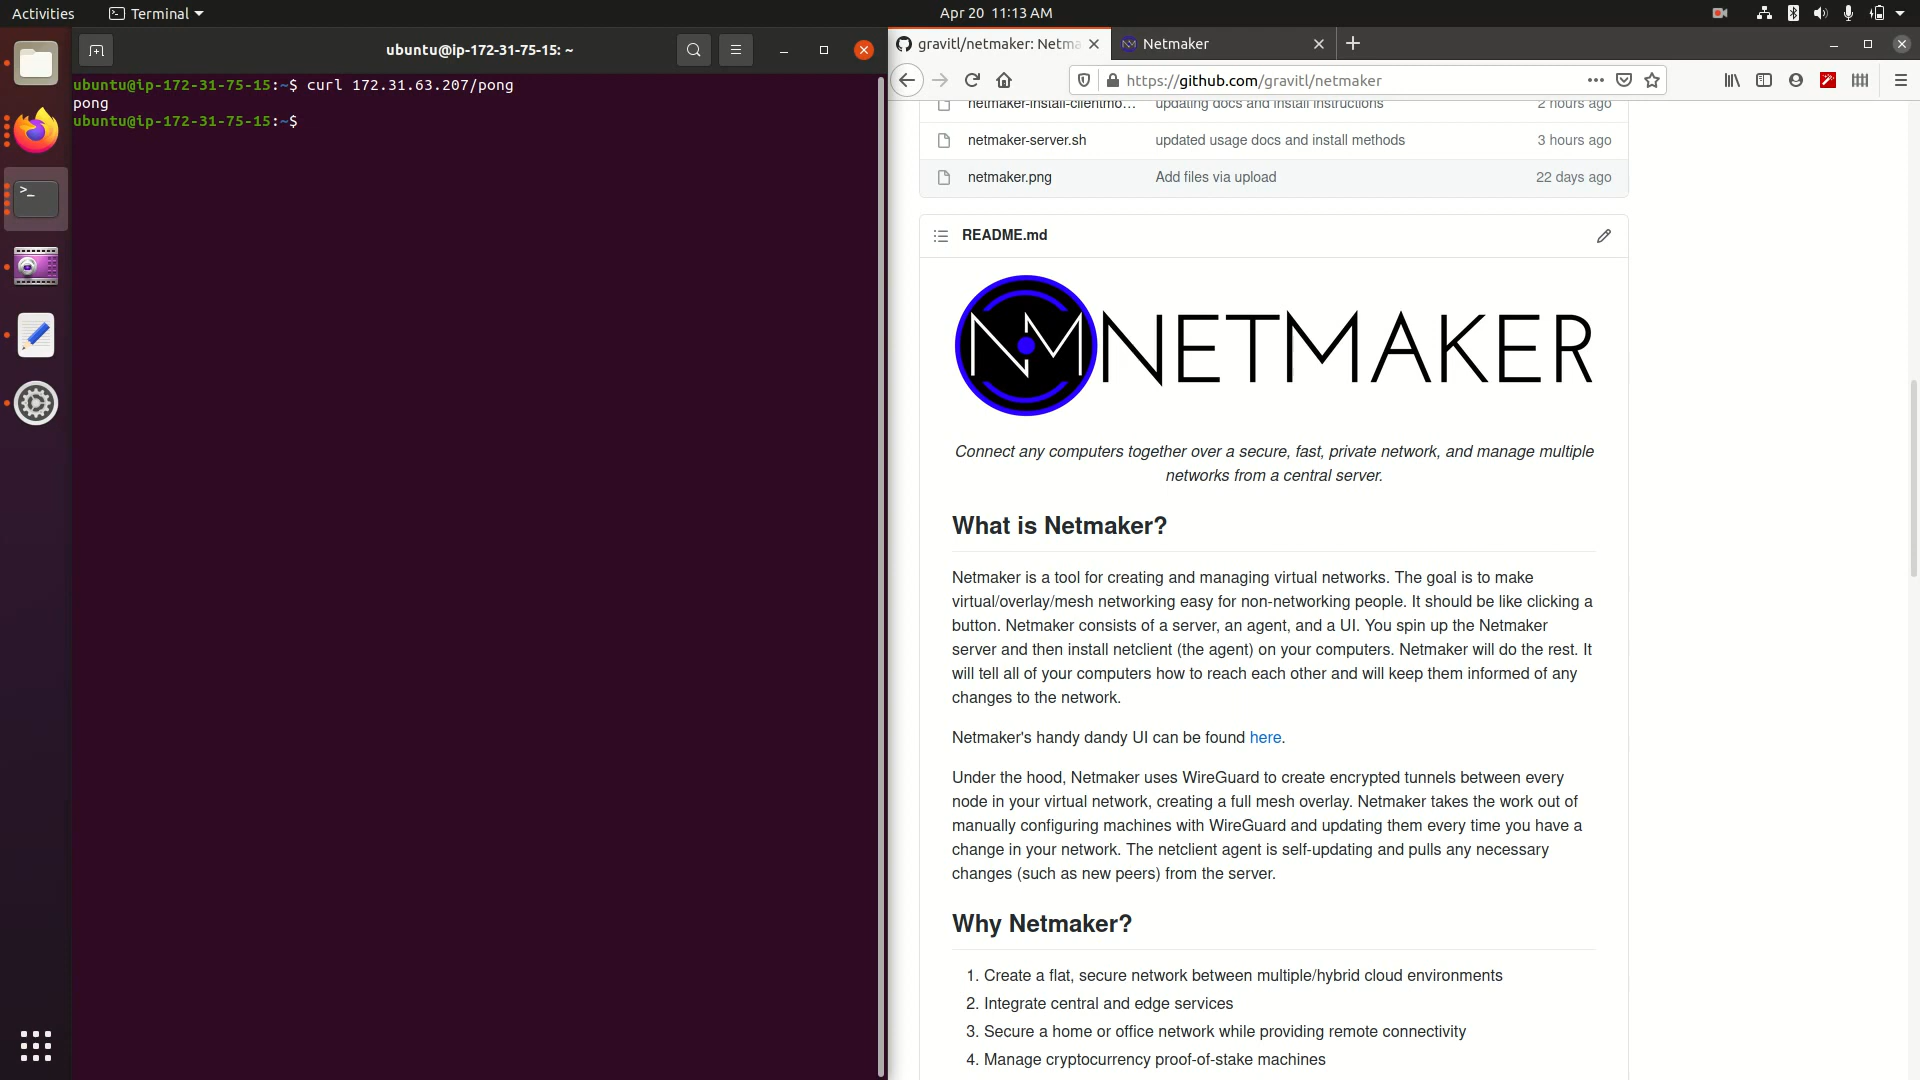 Activities
Terminal
Apr 20 11:13 AM
ubuntu@ip-172-31-75-15: ~
ubuntu@ip-172-31-75-15:~$ curl 172.31.63.207/pong
pong
ubuntu@ip-172-31-75-15:~$
gravitl/netmaker: Netma
Netmaker
https://github.com/gravitl/netmaker
netmaker-install-clientmo... updating docs and install instructions 2 hours ago
netmaker-server.sh updated usage docs and install methods 3 hours ago
netmaker.png Add files via upload 22 days ago
README.md
NM NETMAKER
Connect any computers together over a secure, fast, private network, and manage multiple
networks from a central server.
What is Netmaker?
Netmaker is a tool for creating and managing virtual networks. The goal is to make
virtual/overlay/mesh networking easy for non-networking people. It should be like clicking a
button. Netmaker consists of a server, an agent, and a UI. You spin up the Netmaker
server and then install netclient (the agent) on your computers. Netmaker will do the rest. It
will tell all of your computers how to reach each other and will keep them informed of any
changes to the network.
Netmaker's handy dandy UI can be found here.
Under the hood, Netmaker uses WireGuard to create encrypted tunnels between every
node in your virtual network, creating a full mesh overlay. Netmaker takes the work out of
manually configuring machines with WireGuard and updating them every time you have a
change in your network. The netclient agent is self-updating and pulls any necessary
changes (such as new peers) from the server.
Why Netmaker?
1. Create a flat, secure network between multiple/hybrid cloud environments
2. Integrate central and edge services
3. Secure a home or office network while providing remote connectivity
4. Manage cryptocurrency proof-of-stake machines